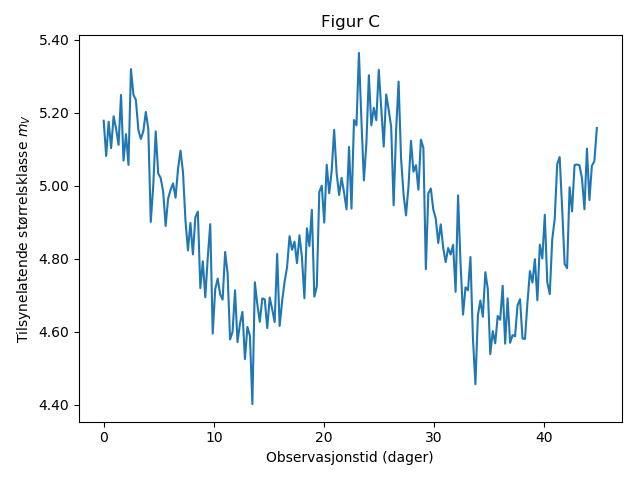 Figur C
5.40
5.20
5.00
4.80
4.60
4.40
Tilsynelatende størrelsesklasse $m_V$
0 10 20 30 40
Observasjonstid (dager)